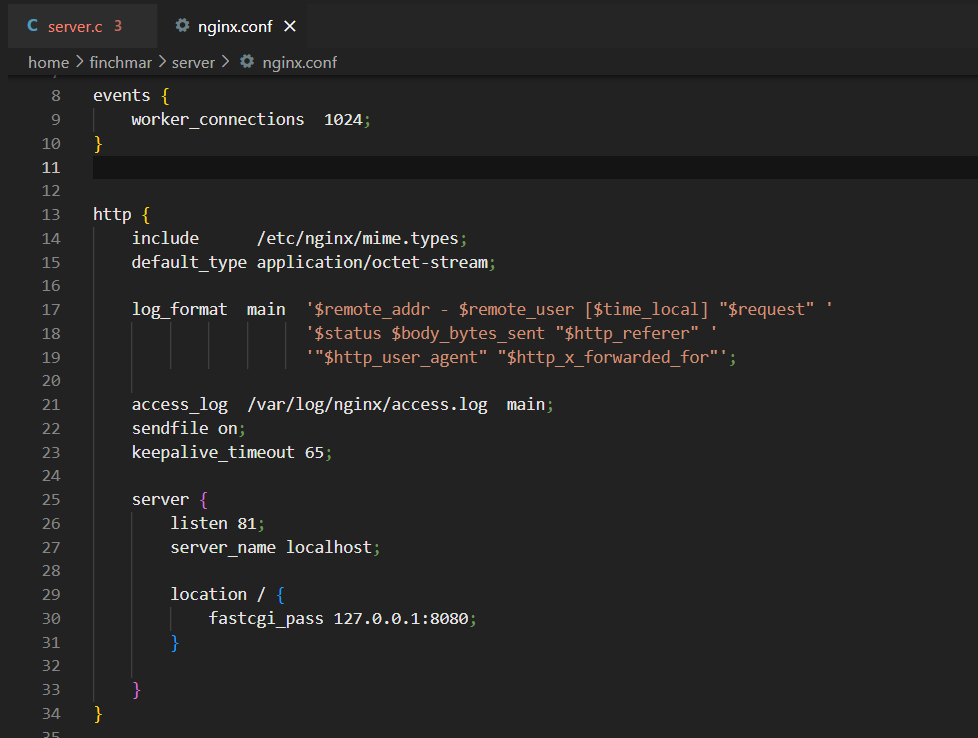 C server.c 3 nginx.conf ×
home > finchmar > server > nginx.conf
8 events {
9     worker_connections  1024;
10 }
11
12
13 http {
14     include      /etc/nginx/mime.types;
15     default_type application/octet-stream;
16
17     log_format  main  '$remote_addr - $remote_user [$time_local] "$request" '
18                       '$status $body_bytes_sent "$http_referer" '
19                       '"$http_user_agent" "$http_x_forwarded_for"';
20
21     access_log  /var/log/nginx/access.log  main;
22     sendfile on;
23     keepalive_timeout 65;
24
25     server {
26         listen 81;
27         server_name localhost;
28
29         location / {
30             fastcgi_pass 127.0.0.1:8080;
31         }
32
33     }
34 }
35